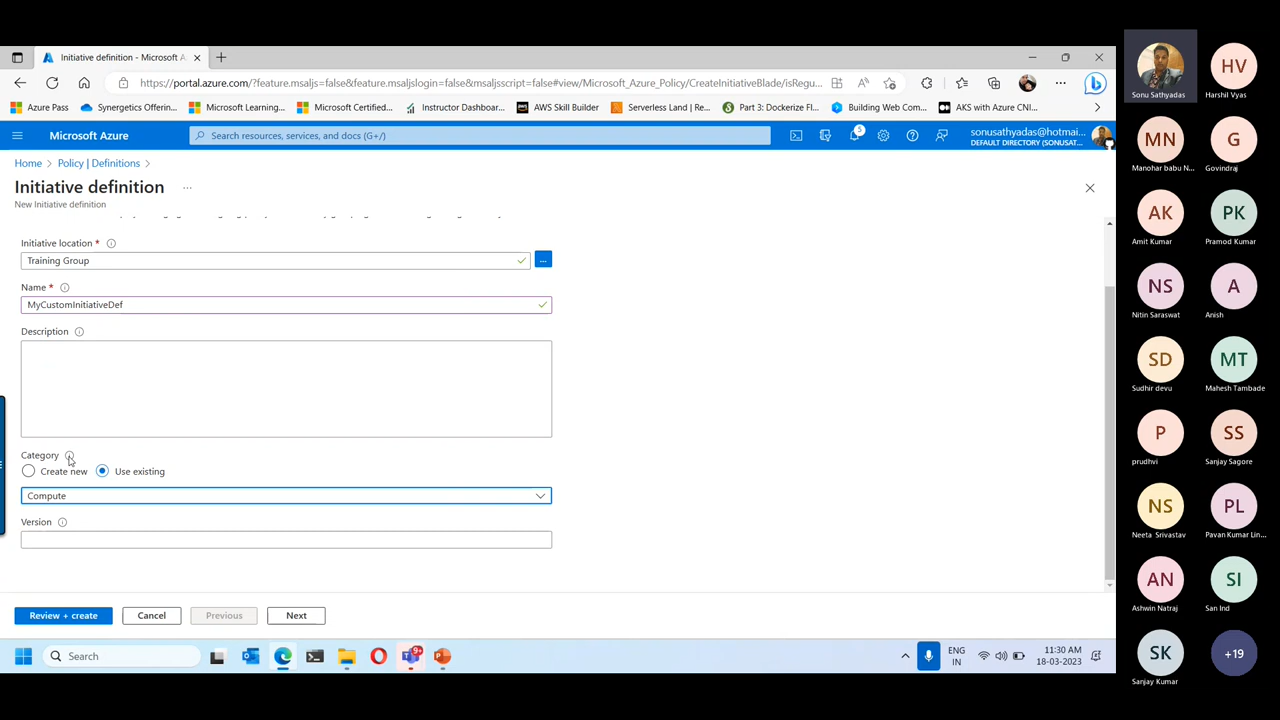 Initiative definition - Microsoft A
https://portal.azure.com/?feature.msaljs=false&feature.msaljslogin=false&msaljsscript=false#view/Microsoft_Azure_Policy/CreateInitiativeBlade/isRegu...
Azure Pass
Synergetics Offerin...
Microsoft Learning...
Microsoft Certified...
Instructor Dashboar...
AWS Skill Builder
Serverless Land | Re...
Part 3: Dockerize Fl...
Building Web Com...
AKS with Azure CNI...
Microsoft Azure
Search resources, services, and docs (G+/)
5
sonusathyadas@hotmai...
DEFAULT DIRECTORY (SONUSAT...
Home > Policy | Definitions >
Initiative definition ...
New Initiative definition
Initiative location *
Training Group
...
Name *
MyCustomInitiativeDef
Description
Category
Create new
Use existing
Compute
Version
Review + create
Cancel
Previous
Next
Search
9+
ENG
IN
11:30 AM
18-03-2023
Sonu Sathyadas
HV
Harshil Vyas
MN
Manohar babu N...
G
Govindraj
AK
Amit Kumar
PK
Pramod Kumar
NS
Nitin Saraswat
A
Anish
SD
Sudhir devu
MT
Mahesh Tambade
P
prudhvi
SS
Sanjay Sagore
NS
Neeta Srivastav
PL
Pavan Kumar Lin...
AN
Ashwin Natraj
SI
San Ind
SK
Sanjay Kumar
+19